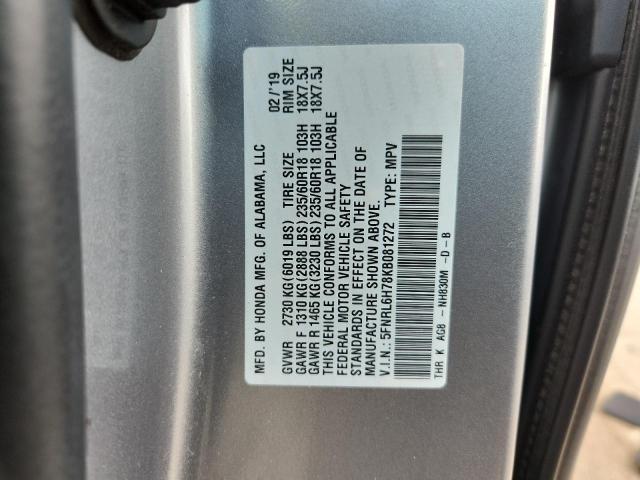 MFD. BY HONDA MFG. OF ALABAMA, LLC 02/'19
GVWR 2730 KG (6019 LBS) TIRE SIZE RIM SIZE
GAWR F 1310 KG (2888 LBS) 235/60R18 103H 18X7.5J
GAWR R 1465 KG (3230 LBS) 235/60R18 103H 18X7.5J
THIS VEHICLE CONFORMS TO ALL APPLICABLE
FEDERAL MOTOR VEHICLE SAFETY
STANDARDS IN EFFECT ON THE DATE OF
MANUFACTURE SHOWN ABOVE.
V.I.N.: 5FNRL6H78KB081272 TYPE: MPV
THR K AG8 - NH830M -D-B